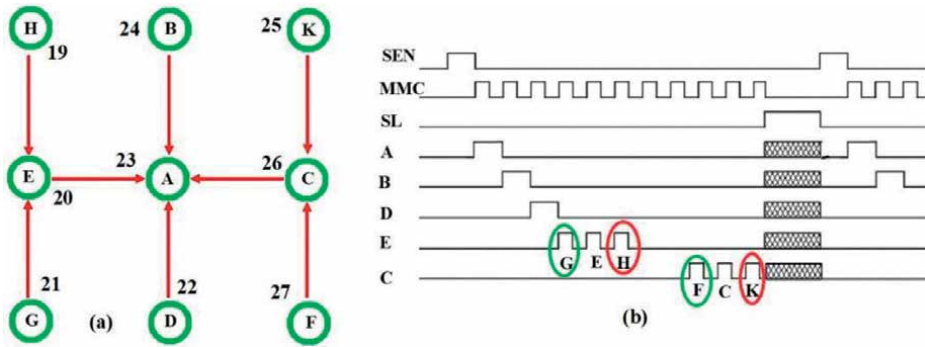 H B K
19 24 25
E 23 A 26 C
20
21 22 27
G (a) D F
SEN
MMC
SL
A
B
D
E
G E H
C
F C K
(b)